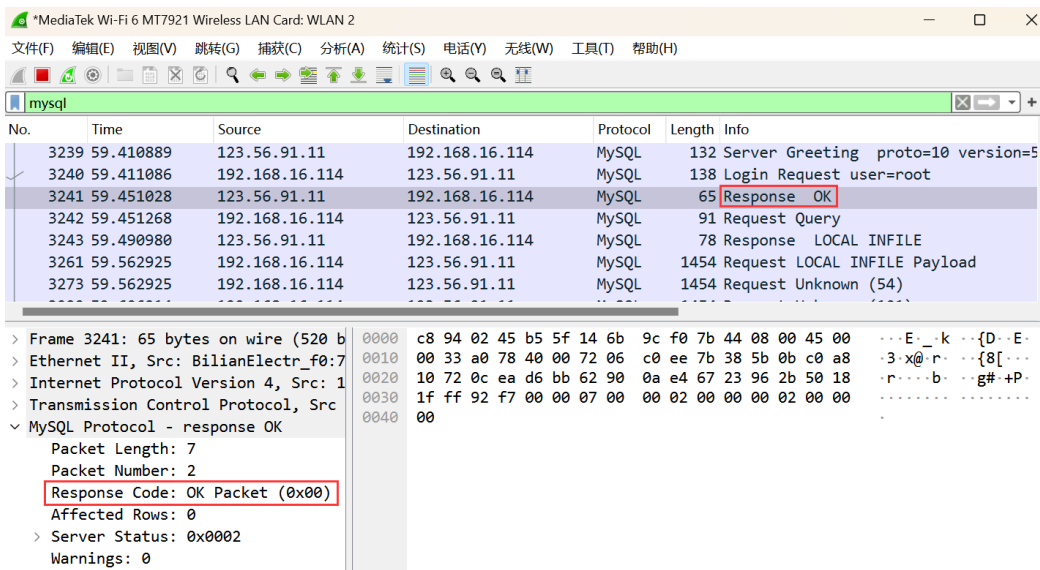 *MediaTek Wi-Fi 6 MT7921 Wireless LAN Card: WLAN 2
文件(F) 编辑(E) 视图(V) 跳转(G) 捕获(C) 分析(A) 统计(S) 电话(Y) 无线(W) 工具(T) 帮助(H)
mysql
No. Time Source Destination Protocol Length Info
3239 59.410889 123.56.91.11 192.168.16.114 MySQL 132 Server Greeting proto=10 version=5
3240 59.411086 192.168.16.114 123.56.91.11 MySQL 138 Login Request user=root
3241 59.451028 123.56.91.11 192.168.16.114 MySQL 65 Response OK
3242 59.451268 192.168.16.114 123.56.91.11 MySQL 91 Request Query
3243 59.490980 123.56.91.11 192.168.16.114 MySQL 78 Response LOCAL INFILE
3261 59.562925 192.168.16.114 123.56.91.11 MySQL 1454 Request LOCAL INFILE Payload
3273 59.562925 192.168.16.114 123.56.91.11 MySQL 1454 Request Unknown (54)
Frame 3241: 65 bytes on wire (520 b
Ethernet II, Src: BilianElectr_f0:7
Internet Protocol Version 4, Src: 1
Transmission Control Protocol, Src
MySQL Protocol - response OK
Packet Length: 7
Packet Number: 2
Response Code: OK Packet (0x00)
Affected Rows: 0
Server Status: 0x0002
Warnings: 0
0000 c8 94 02 45 b5 5f 14 6b 9c f0 7b 44 08 00 45 00 ···E·_·k ··{D··E·
0010 00 33 a0 78 40 00 72 06 c0 ee 7b 38 5b 0b c0 a8 ·3·x@·r· ··{8[···
0020 10 72 0c ea d6 bb 62 90 0a e4 67 23 96 2b 50 18 ·r····b· ··g#·+P·
0030 1f ff 92 f7 00 00 07 00 00 02 00 00 00 02 00 00 ········ ········
0040 00 ·